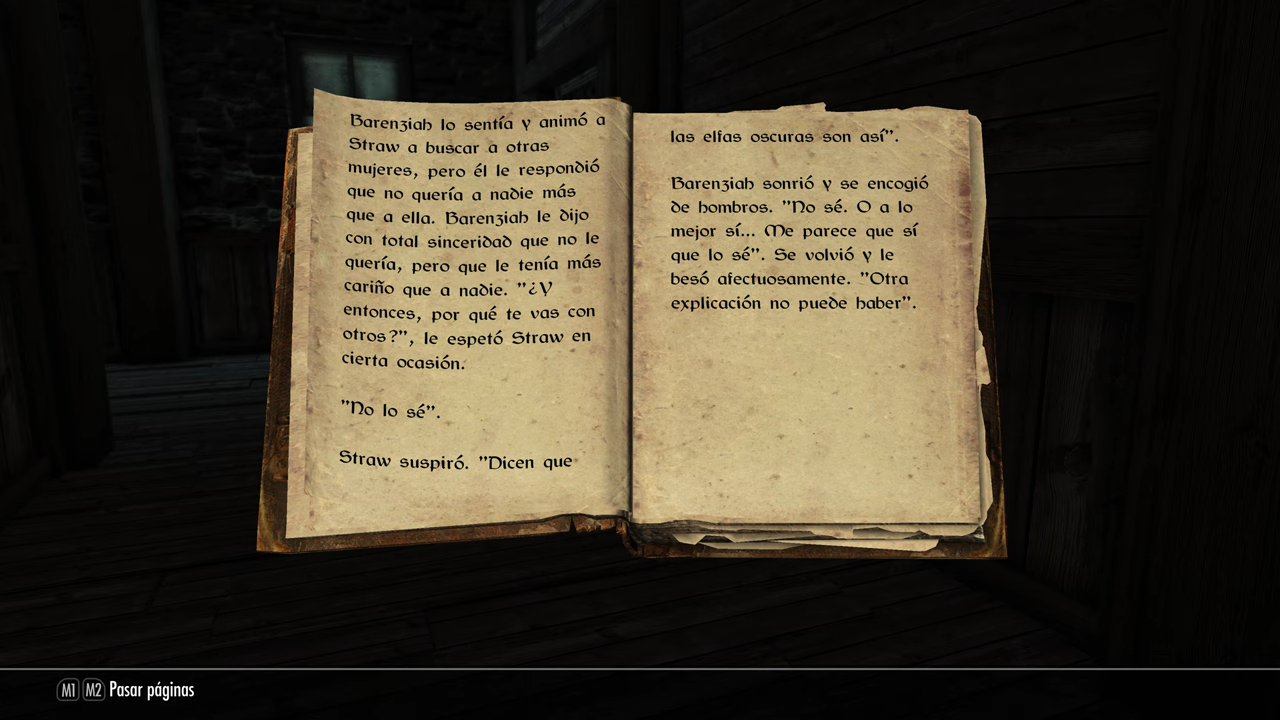 Barenziah lo sentía y animó a
Straw a buscar a otras
mujeres, pero él le respondió
que no quería a nadie más
que a ella. Barenziah le dijo
con total sinceridad que no le
quería, pero que le tenía más
cariño que a nadie. "¿Y
entonces, por qué te vas con
otros?", le espetó Straw en
cierta ocasión.
"No lo sé".
Straw suspiró. "Dicen que
las elfas oscuras son así".
Barenziah sonrió y se encogió
de hombros. "No sé. O a lo
mejor sí... Me parece que sí
que lo sé". Se volvió y le
besó afectuosamente. "Otra
explicación no puede haber".
M1 M2 Pasar páginas